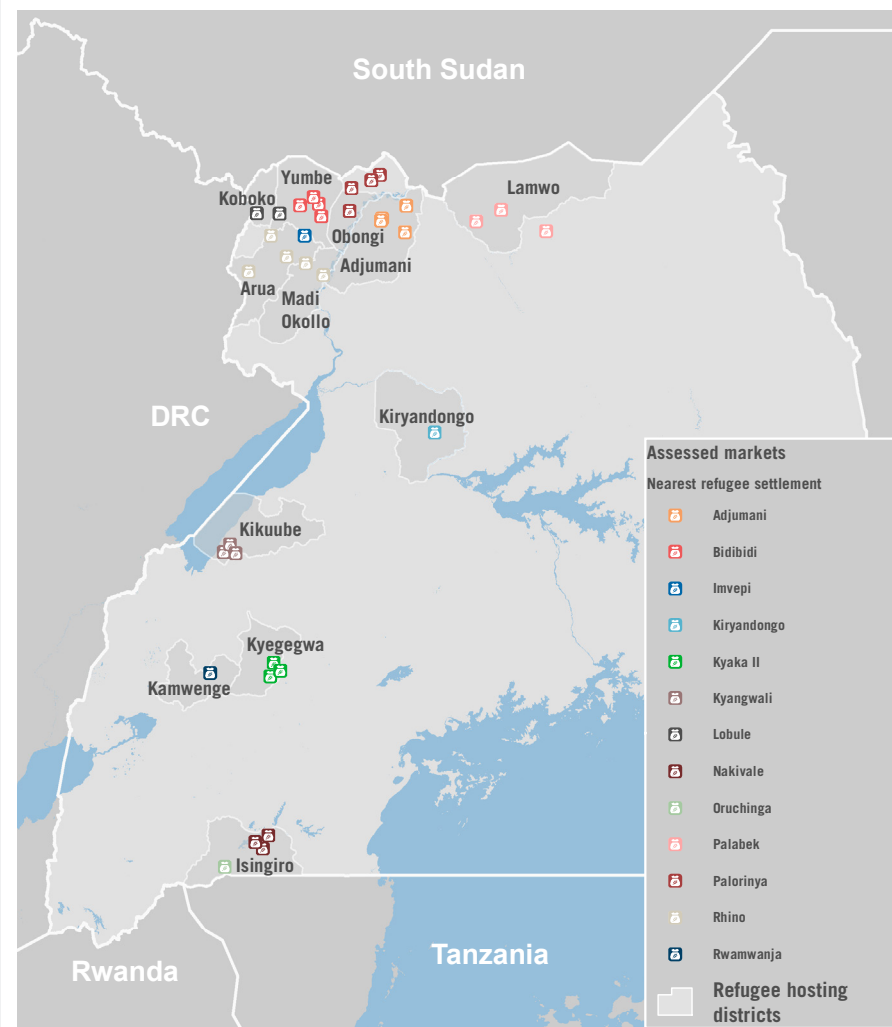 South Sudan
Yumbe
Lamwo
Koboko
Obongi
Adjumani
Arua
Madi
Okollo
DRC
Kiryandongo
Kikuube
Kyegegwa
Kamwenge
Isingiro
Rwanda
Tanzania
Assessed markets
Nearest refugee settlement
Adjumani
Bidibidi
Imvepi
Kiryandongo
Kyaka II
Kyangwali
Lobule
Nakivale
Oruchinga
Palabek
Palorinya
Rhino
Rwamwanja
Refugee hosting
districts